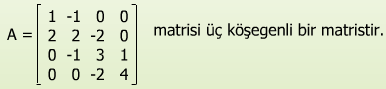 1 -1 0 0
A = 2 2 -2 0 matrisi üç köşegenli bir matristir.
0 -1 3 1
0 0 -2 4